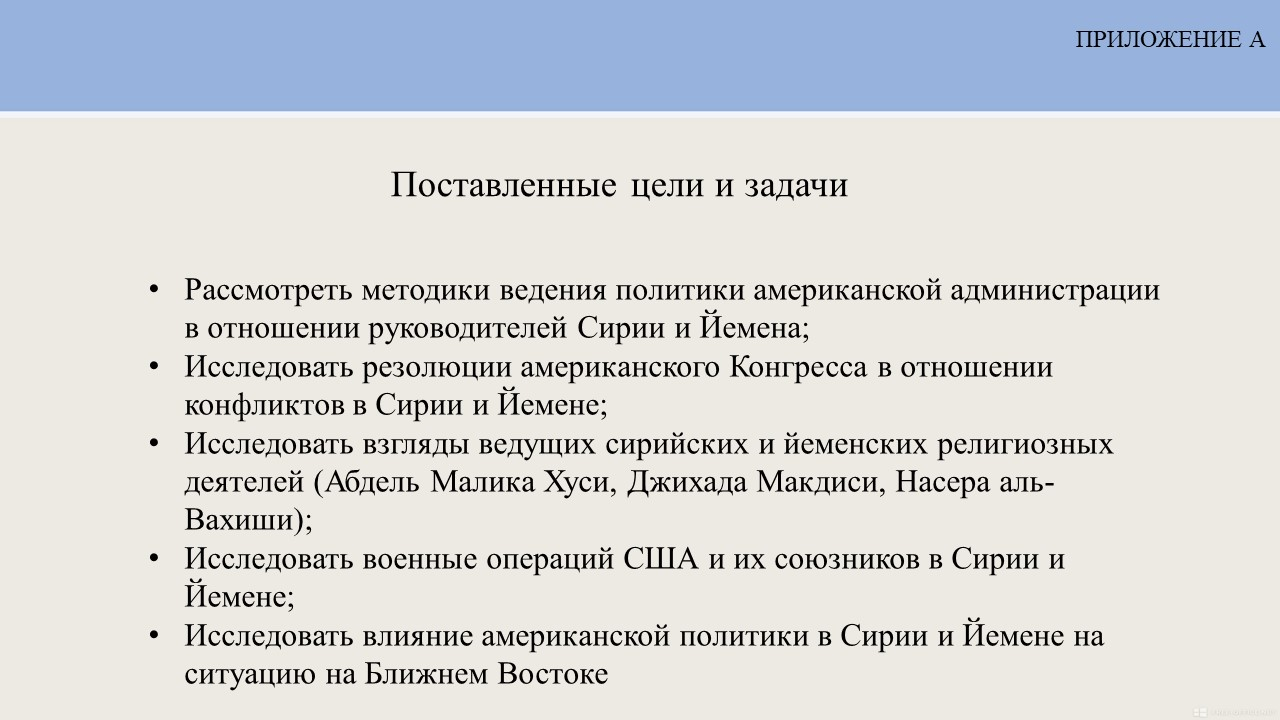 ПРИЛОЖЕНИЕ А
Поставленные цели и задачи
• Рассмотреть методики ведения политики американской администрации
в отношении руководителей Сирии и Йемена;
• Исследовать резолюции американского Конгресса в отношении
конфликтов в Сирии и Йемене;
• Исследовать взгляды ведущих сирийских и йеменских религиозных
деятелей (Абдель Малика Хуси, Джихада Макдиси, Насера аль-
Вахиши);
• Исследовать военные операций США и их союзников в Сирии и
Йемене;
• Исследовать влияние американской политики в Сирии и Йемене на
ситуацию на Ближнем Востоке